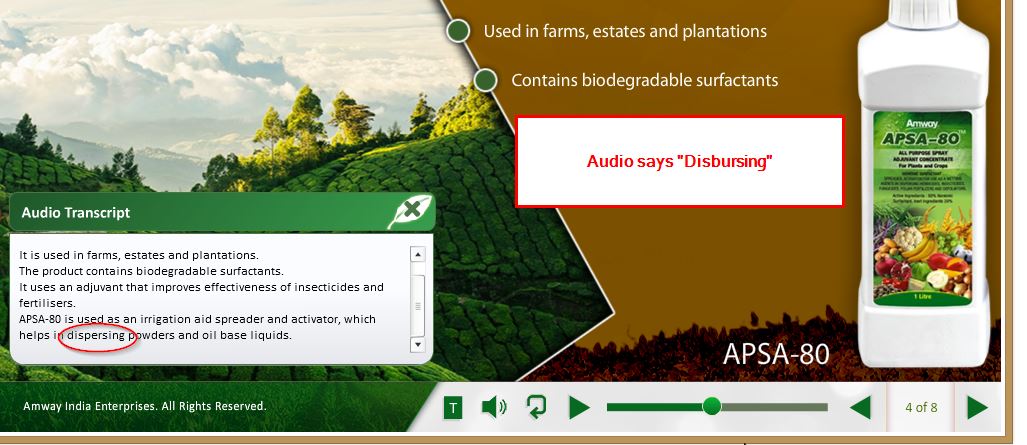 Used in farms, estates and plantations
Contains biodegradable surfactants
Audio says "Disbursing"
Amway
APSA-80™
ALL PURPOSE SPRAY
ADJUVANT CONCENTRATE
For Plants and Crops
1 Litre
Audio Transcript
It is used in farms, estates and plantations.
The product contains biodegradable surfactants.
It uses an adjuvant that improves effectiveness of insecticides and
fertilisers.
APSA-80 is used as an irrigation aid spreader and activator, which
helps in dispersing powders and oil base liquids.
APSA-80
Amway India Enterprises. All Rights Reserved.
T
4 of 8